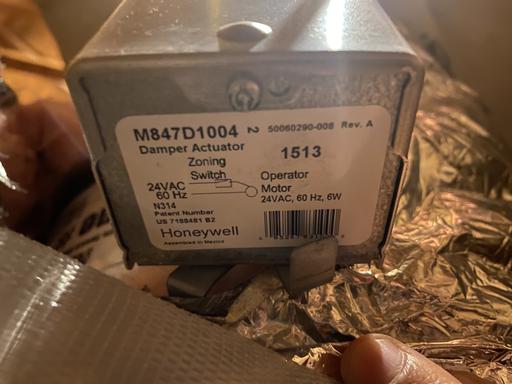 M847D1004 2 50060290-008 Rev. A
Damper Actuator 1513
Zoning
Switch Operator
24VAC Motor
60 Hz 24VAC, 60 Hz, 6W
N314
Patent Number
US 7188481 B2
Honeywell
Assembled in Mexico